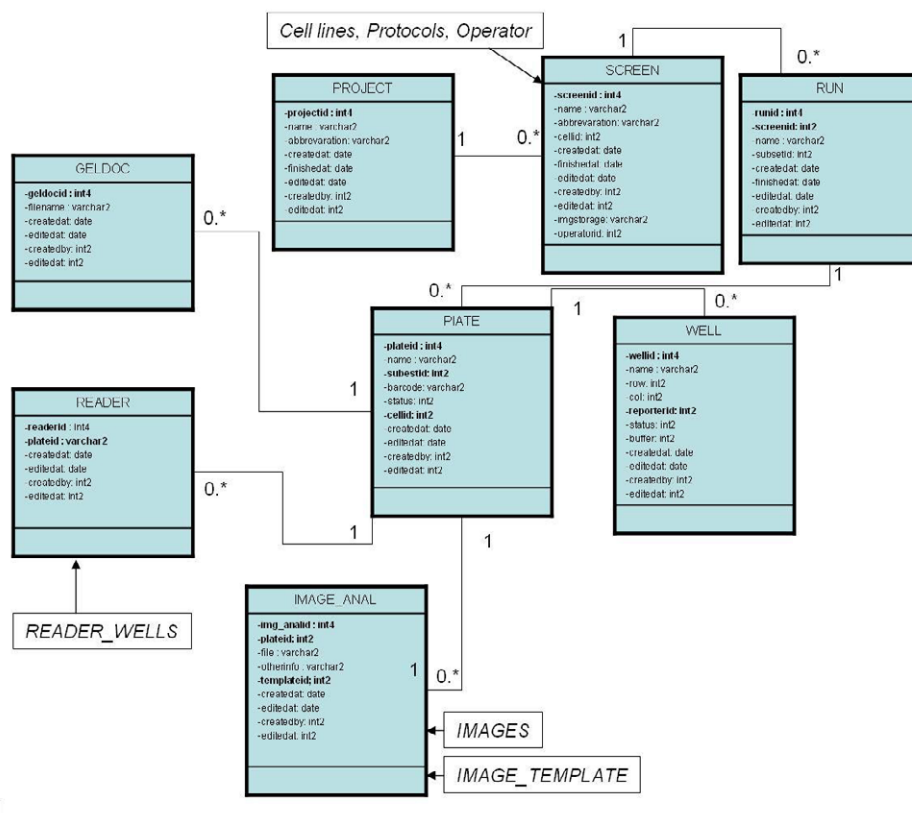 Cell lines, Protocols, Operator
1
0.*
SCREEN
-screenid : int4
-name : varchar2
-abbrevaration: varchar2
-cellid: int2
-createdat: date
-finishedat: date
-editedat: date
-createdby: int2
-editedat: int2
-imgstorage: varchar2
-operatorid: int2
PROJECT
-projectid : int4
-name : varchar2
-abbrevaration: varchar2
-createdat: date
-finishedat: date
-editedat: date
-createdby: int2
-editedat: int2
1
0.*
RUN
-runid : int4
-screenid: int2
-name : varchar2
-subsetid: int2
-createdat: date
-finishedat: date
-editedat: date
-createdby: int2
-editedat: int2
1
GELDOC
-geldocid : int4
-filename : varchar2
-createdat: date
-editedat: date
-createdby: int2
-editedat: int2
0.*
1
0.*
PLATE
-plateid : int4
-name : varchar2
-subestid: int2
-barcode: varchar2
-status: int2
-cellid: int2
-createdat: date
-editedat: date
-createdby: int2
-editedat: int2
1
0.*
WELL
-wellid : int4
-name : varchar2
-row: int2
-col: int2
-reporterid: int2
-status: int2
-buffer: int2
-createdat: date
-editedat: date
-createdby: int2
-editedat: int2
READER
-readerid : int4
-plateid : varchar2
-createdat: date
-editedat: date
-createdby: int2
-editedat: int2
0.*
1
READER_WELLS
1
IMAGE_ANAL
-img_analid : int4
-plateid: int2
-file : varchar2
-otherinfo : varchar2
-templateid: int2
-createdat: date
-editedat: date
-createdby: int2
-editedat: int2
1
0.*
IMAGES
IMAGE_TEMPLATE